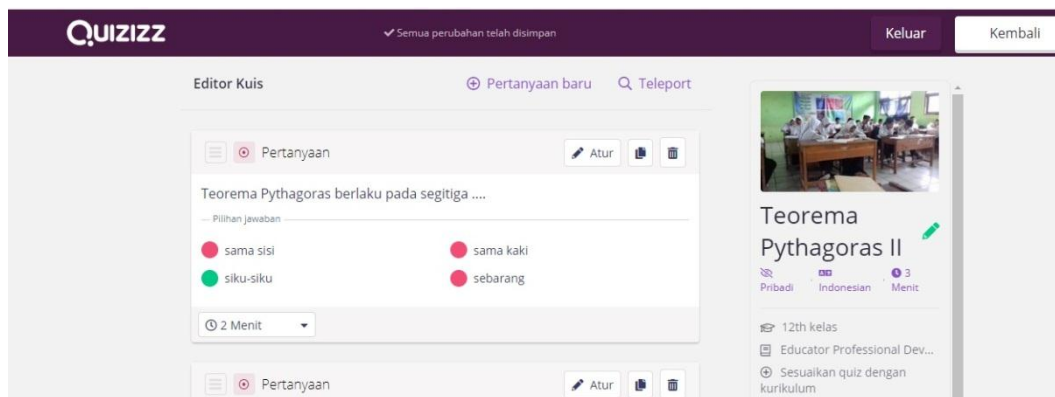 QUIZIZZ
Semua perubahan telah disimpan
Keluar
Kembali
Editor Kuis
Pertanyaan baru
Teleport
Pertanyaan
Atur
Teorema Pythagoras berlaku pada segitiga ....
Pilihan jawaban
sama sisi
sama kaki
siku-siku
sebarang
2 Menit
Pertanyaan
Atur
Teorema
Pythagoras II
Pribadi
Indonesian
3
Menit
12th kelas
Educator Professional Dev...
Sesuaikan quiz dengan
kurikulum